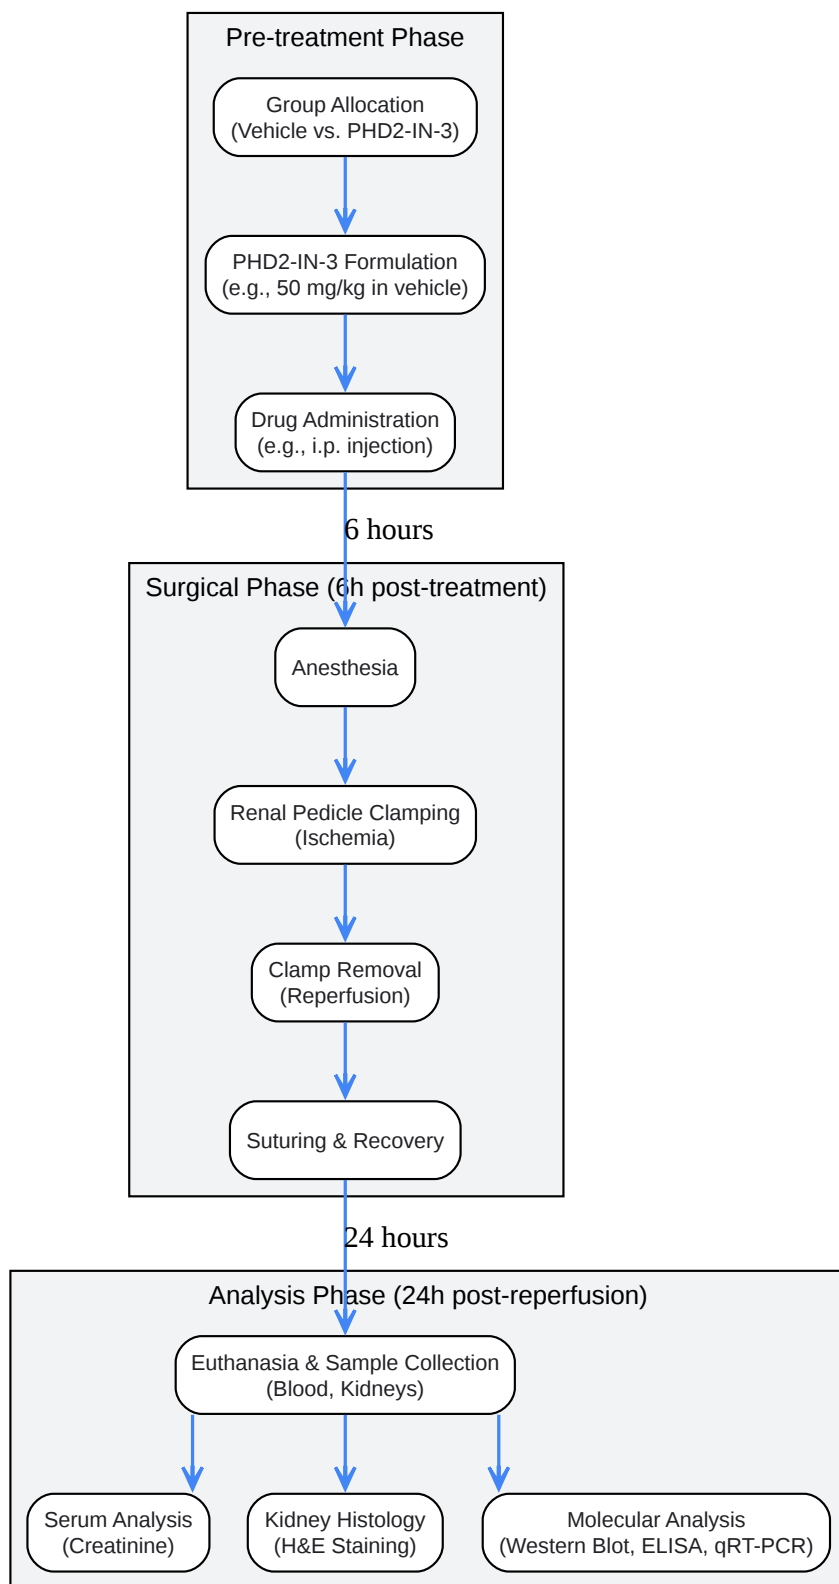 Pre-treatment Phase
Group Allocation
(Vehicle vs. PHD2-IN-3)
PHD2-IN-3 Formulation
(e.g., 50 mg/kg in vehicle)
Drug Administration
(e.g., i.p. injection)
6 hours
Surgical Phase (6h post-treatment)
Anesthesia
Renal Pedicle Clamping
(Ischemia)
Clamp Removal
(Reperfusion)
Suturing & Recovery
24 hours
Analysis Phase (24h post-reperfusion)
Euthanasia & Sample Collection
(Blood, Kidneys)
Serum Analysis
(Creatinine)
Kidney Histology
(H&E Staining)
Molecular Analysis
(Western Blot, ELISA, qRT-PCR)